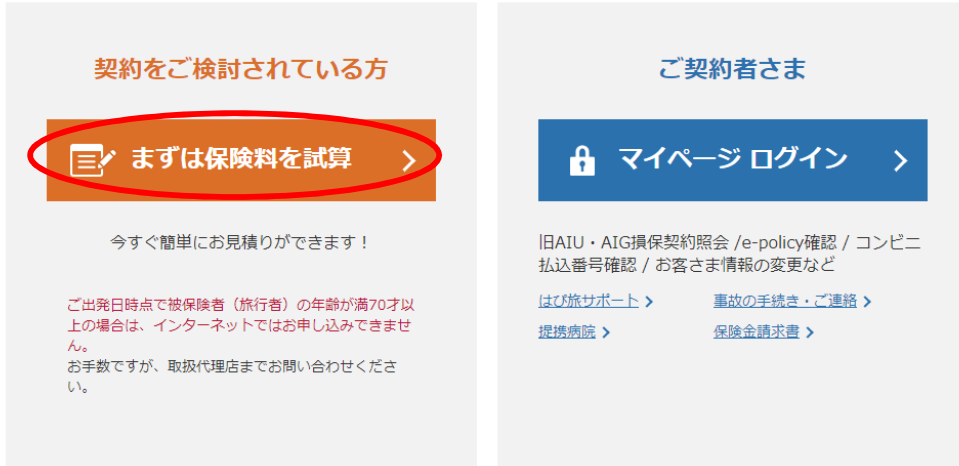 契約をご検討されている方
まずは保険料を試算
今すぐ簡単にお見積りができます！
ご出発日時点で被保険者（旅行者）の年齢が満70才以
上の場合は、インターネットではお申し込みできませ
ん。
お手数ですが、取扱代理店までお問い合わせくださ
い。
ご契約者さま
マイページ ログイン
旧AIU・AIG損保契約照会 /e-policy確認 / コンビニ
払込番号確認 / お客さま情報の変更など
はび旅サポート
事故の手続き・ご連絡
提携病院
保険金請求書